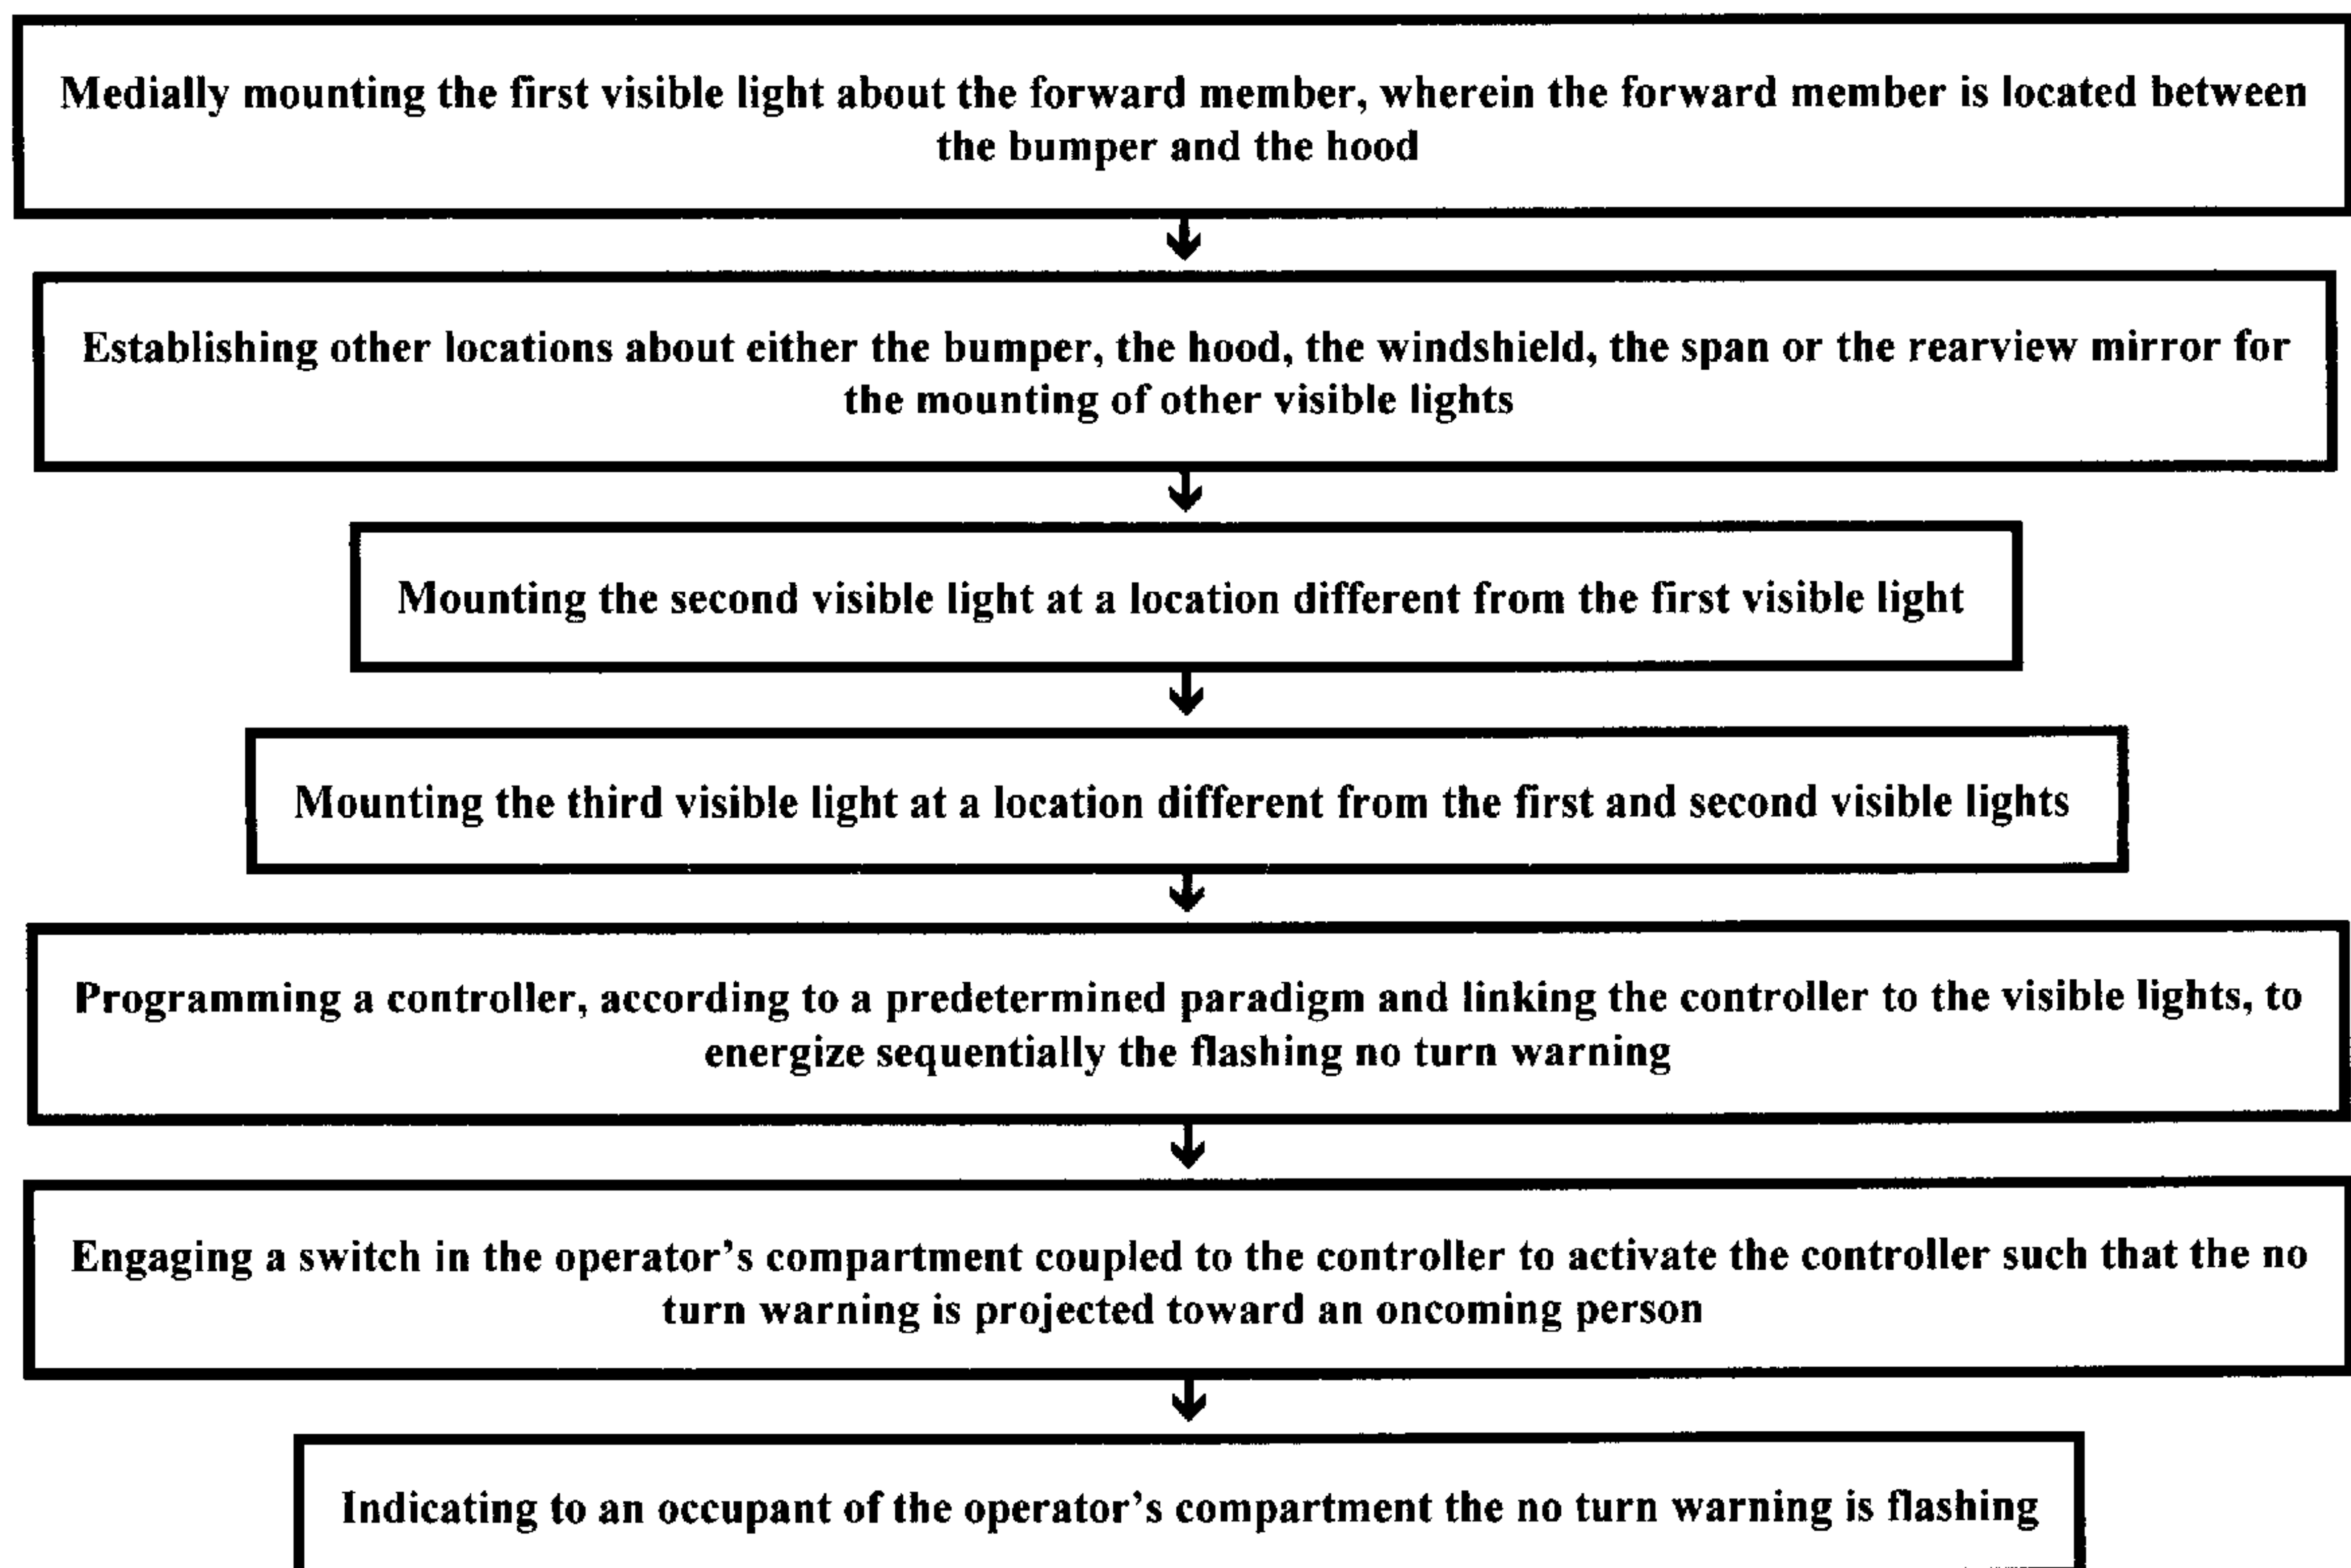 Medially mounting the first visible light about the forward member, wherein the forward member is located between
the bumper and the hood
Establishing other locations about either the bumper, the hood, the windshield, the span or the rearview mirror for
the mounting of other visible lights
Mounting the second visible light at a location different from the first visible light
Mounting the third visible light at a location different from the first and second visible lights
Programming a controller, according to a predetermined paradigm and linking the controller to the visible lights, to
energize sequentially the flashing no turn warning
Engaging a switch in the operator's compartment coupled to the controller to activate the controller such that the no
turn warning is projected toward an oncoming person
Indicating to an occupant of the operator's compartment the no turn warning is flashing